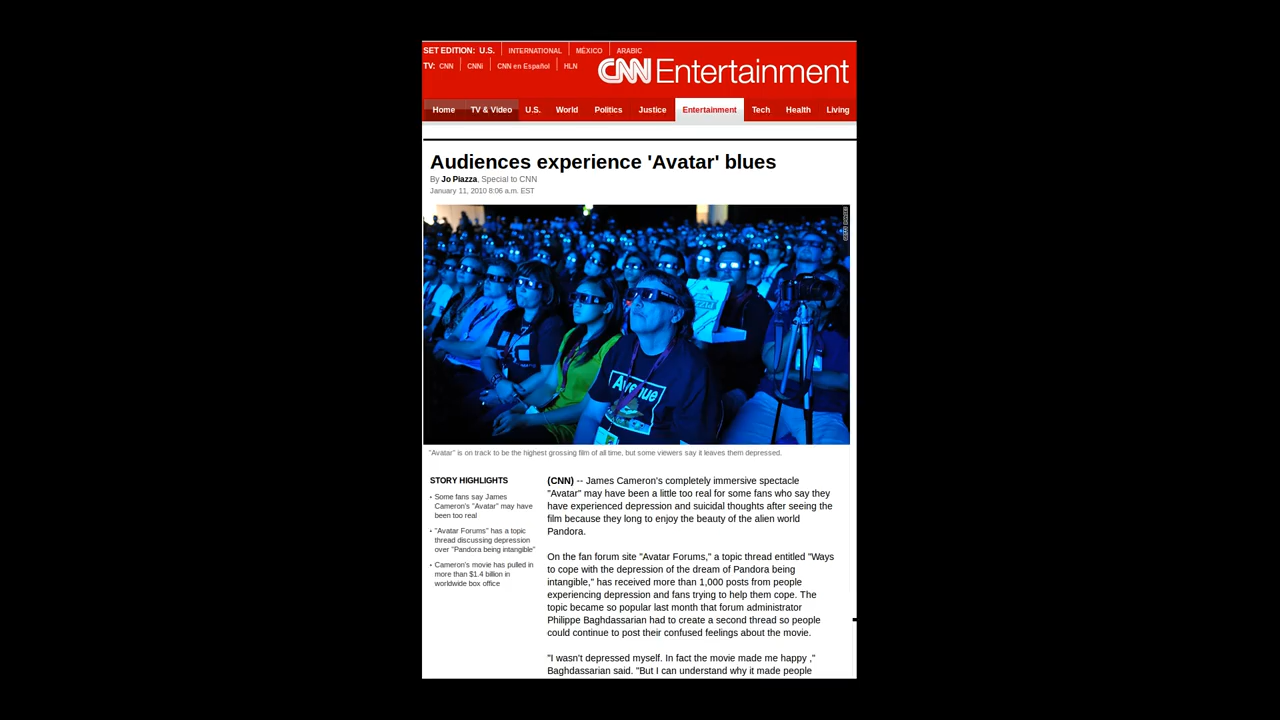 SET EDITION: U.S. INTERNATIONAL MÉXICO ARABIC
TV: CNN CNNi CNN en Español HLN
CNN Entertainment
Home TV & Video U.S. World Politics Justice Entertainment Tech Health Living
Audiences experience 'Avatar' blues
By Jo Piazza, Special to CNN
January 11, 2010 8:06 a.m. EST
Avenue
"Avatar" is on track to be the highest grossing film of all time, but some viewers say it leaves them depressed.
STORY HIGHLIGHTS
Some fans say James
Cameron's "Avatar" may have
been too real
"Avatar Forums" has a topic
thread discussing depression
over "Pandora being intangible"
Cameron's movie has pulled in
more than $1.4 billion in
worldwide box office
(CNN) -- James Cameron's completely immersive spectacle
"Avatar" may have been a little too real for some fans who say they
have experienced depression and suicidal thoughts after seeing the
film because they long to enjoy the beauty of the alien world
Pandora.
On the fan forum site "Avatar Forums," a topic thread entitled "Ways
to cope with the depression of the dream of Pandora being
intangible," has received more than 1,000 posts from people
experiencing depression and fans trying to help them cope. The
topic became so popular last month that forum administrator
Philippe Baghdassarian had to create a second thread so people
could continue to post their confused feelings about the movie.
"I wasn't depressed myself. In fact the movie made me happy ,"
Baghdassarian said. "But I can understand why it made people